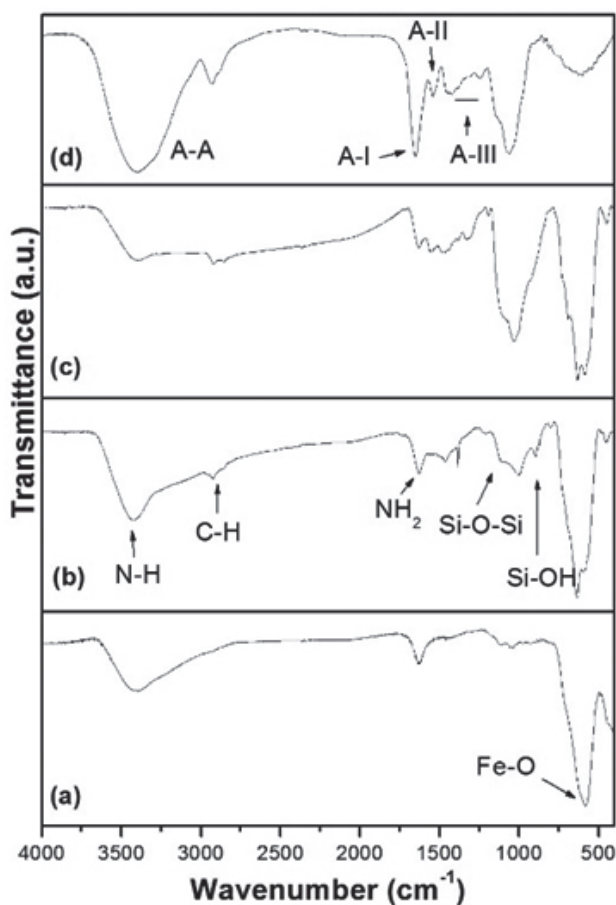 A-II
A-A
A-I
A-III
(d)
(c)
Transmittance (a.u.)
NH₂
Si-O-Si
C-H
N-H
Si-OH
(b)
Fe-O
(a)
4000 3500 3000 2500 2000 1500 1000 500
Wavenumber (cm⁻¹)